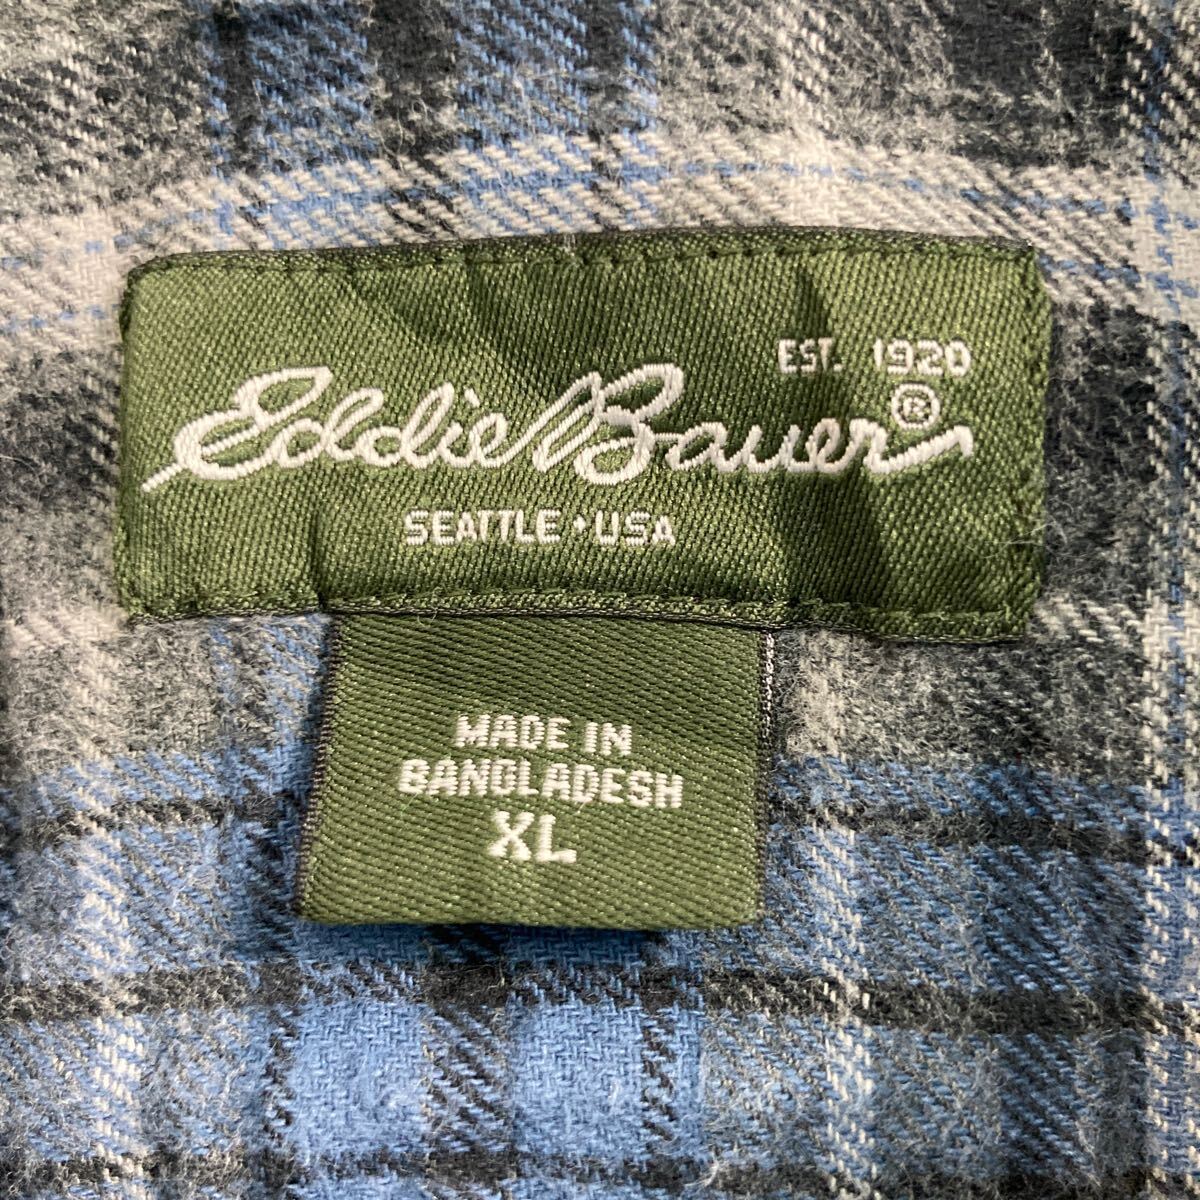 EST. 1920
Eddie Bauer®
SEATTLE • USA
MADE IN
BANGLADESH
XL